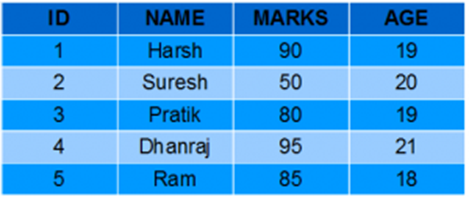 ID NAME MARKS AGE
1 Harsh 90 19
2 Suresh 50 20
3 Pratik 80 19
4 Dhanraj 95 21
5 Ram 85 18